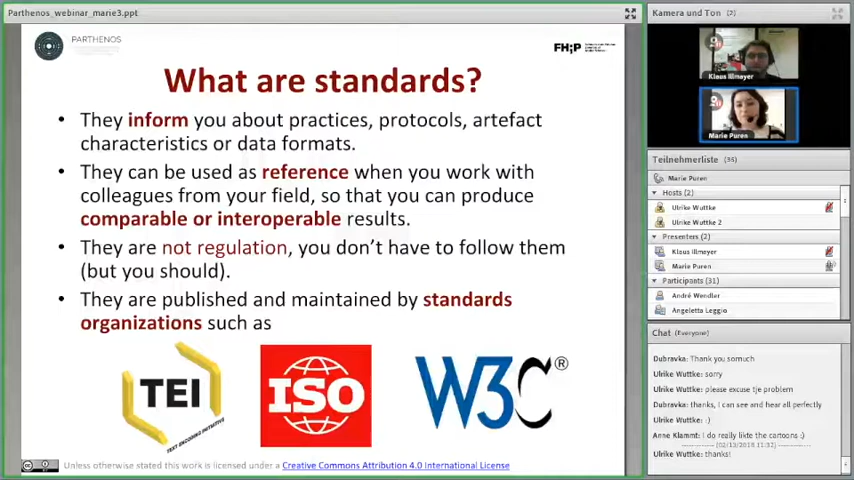 Parthenos_webinar_marie3.ppt
PARTHENOS
FH;P
What are standards?
• They inform you about practices, protocols, artefact
characteristics or data formats.
• They can be used as reference when you work with
colleagues from your field, so that you can produce
comparable or interoperable results.
• They are not regulation, you don't have to follow them
(but you should).
• They are published and maintained by standards
organizations such as
TEI
TEXT ENCODING INITIATIVE
ISO
W3C®
Unless otherwise stated this work is licensed under a Creative Commons Attribution 4.0 International License
Kamera und Ton (2)
Klaus Illmayer
Marie Puren
Teilnehmerliste (35)
Marie Puren
Hosts (2)
Ulrike Wuttke
Ulrike Wuttke 2
Presenters (2)
Klaus Illmayer
Marie Puren
Participants (31)
André Wendler
Angeletta Leggio
Chat (Everyone)
Dubravka: Thank you somuch
Ulrike Wuttke: sorry
Ulrike Wuttke: please excuse tje problem
Dubravka: thanks, I can see and hear all perfectly
Ulrike Wuttke: :)
Anne Klammt: I do really likte the cartoons :)
(02/13/2018 11:32)
Ulrike Wuttke: thanks!